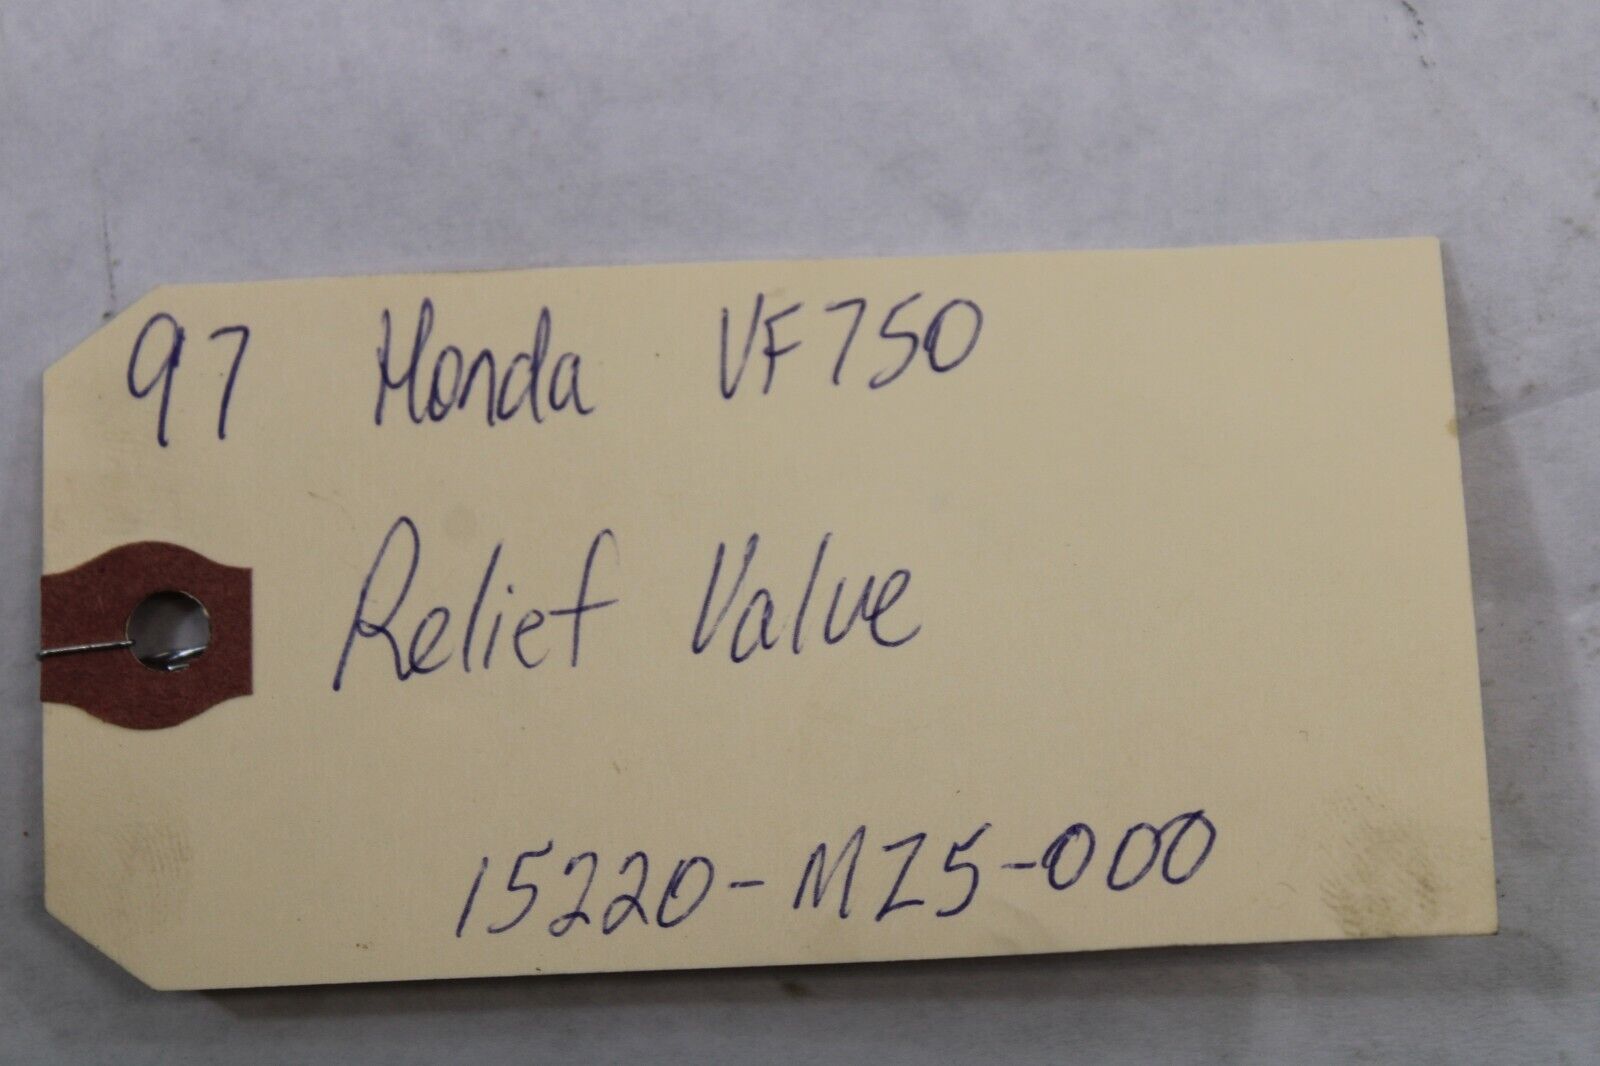 97 Honda VF750
Relief Valve
15220-MZ5-000